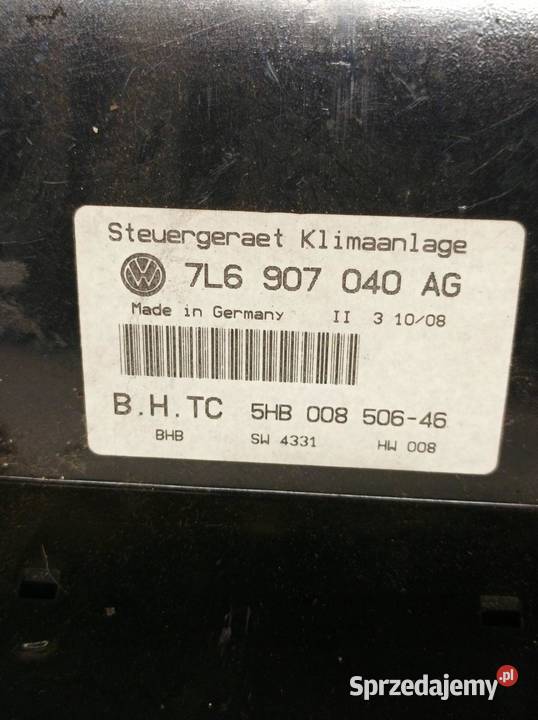 Steuergeraet Klimaanlage
7L6 907 040 AG
Made in Germany II 3 10/08
B.H.TC 5HB 008 506-46
BHB SW 4331 HW 008
Sprzedajemy.pl